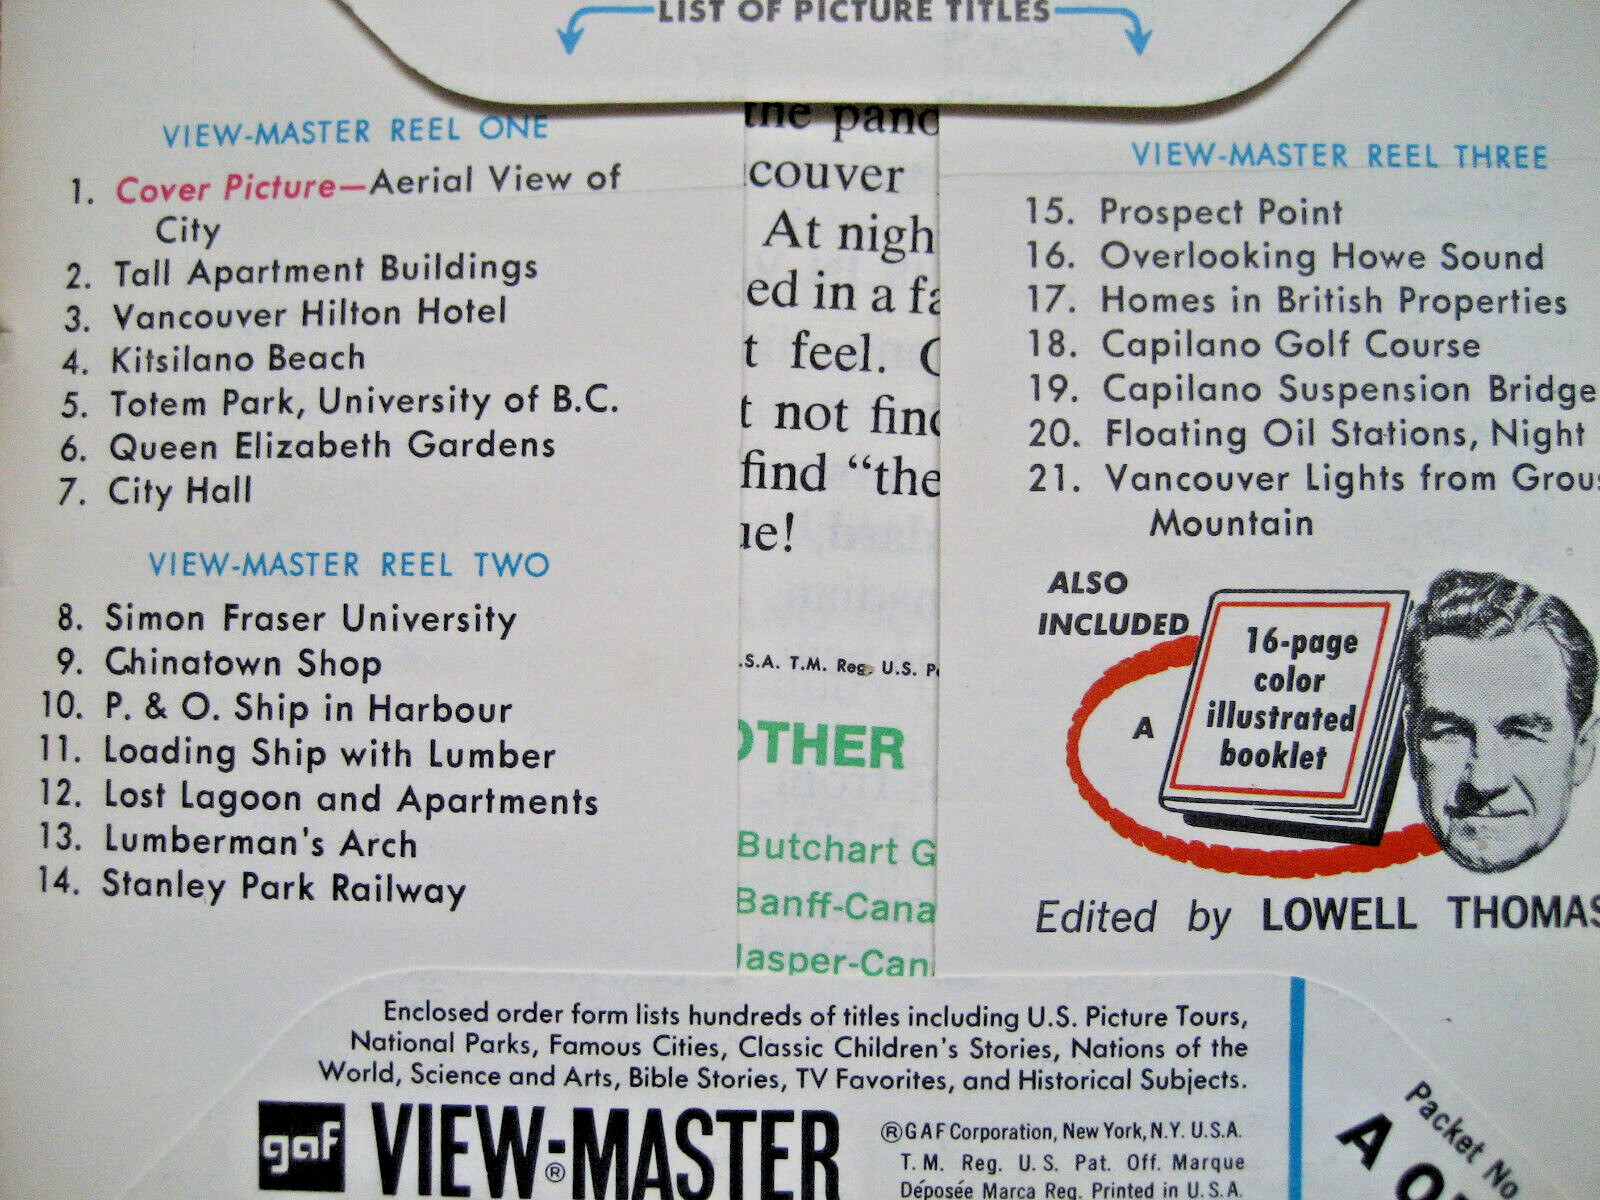 LIST OF PICTURE TITLES
VIEW-MASTER REEL ONE
1. Cover Picture—Aerial View of
City
2. Tall Apartment Buildings
3. Vancouver Hilton Hotel
4. Kitsilano Beach
5. Totem Park, University of B.C.
6. Queen Elizabeth Gardens
7. City Hall
VIEW-MASTER REEL TWO
8. Simon Fraser University
9. Chinatown Shop
10. P. & O. Ship in Harbour
11. Loading Ship with Lumber
12. Lost Lagoon and Apartments
13. Lumberman's Arch
14. Stanley Park Railway
the pano
couver
At nigh
ed in a fa
t feel.
t not find
find “the
ue!
.S.A. T.M. Reg. U.S. P
OTHER
Butchart G
Banff-Cana
Jasper-Can
VIEW-MASTER REEL THREE
15. Prospect Point
16. Overlooking Howe Sound
17. Homes in British Properties
18. Capilano Golf Course
19. Capilano Suspension Bridge
20. Floating Oil Stations, Night
21. Vancouver Lights from Grous
Mountain
ALSO
INCLUDED
A
16-page
color
illustrated
booklet
Edited by LOWELL THOMAS
Enclosed order form lists hundreds of titles including U.S. Picture Tours,
National Parks, Famous Cities, Classic Children's Stories, Nations of the
World, Science and Arts, Bible Stories, TV Favorites, and Historical Subjects.
gaf VIEW-MASTER®
®GAF Corporation, New York, N.Y. U.S.A.
T. M. Reg. U. S. Pat. Off. Marque
Déposée Marca Reg. Printed in U.S.A.
Packet No
A